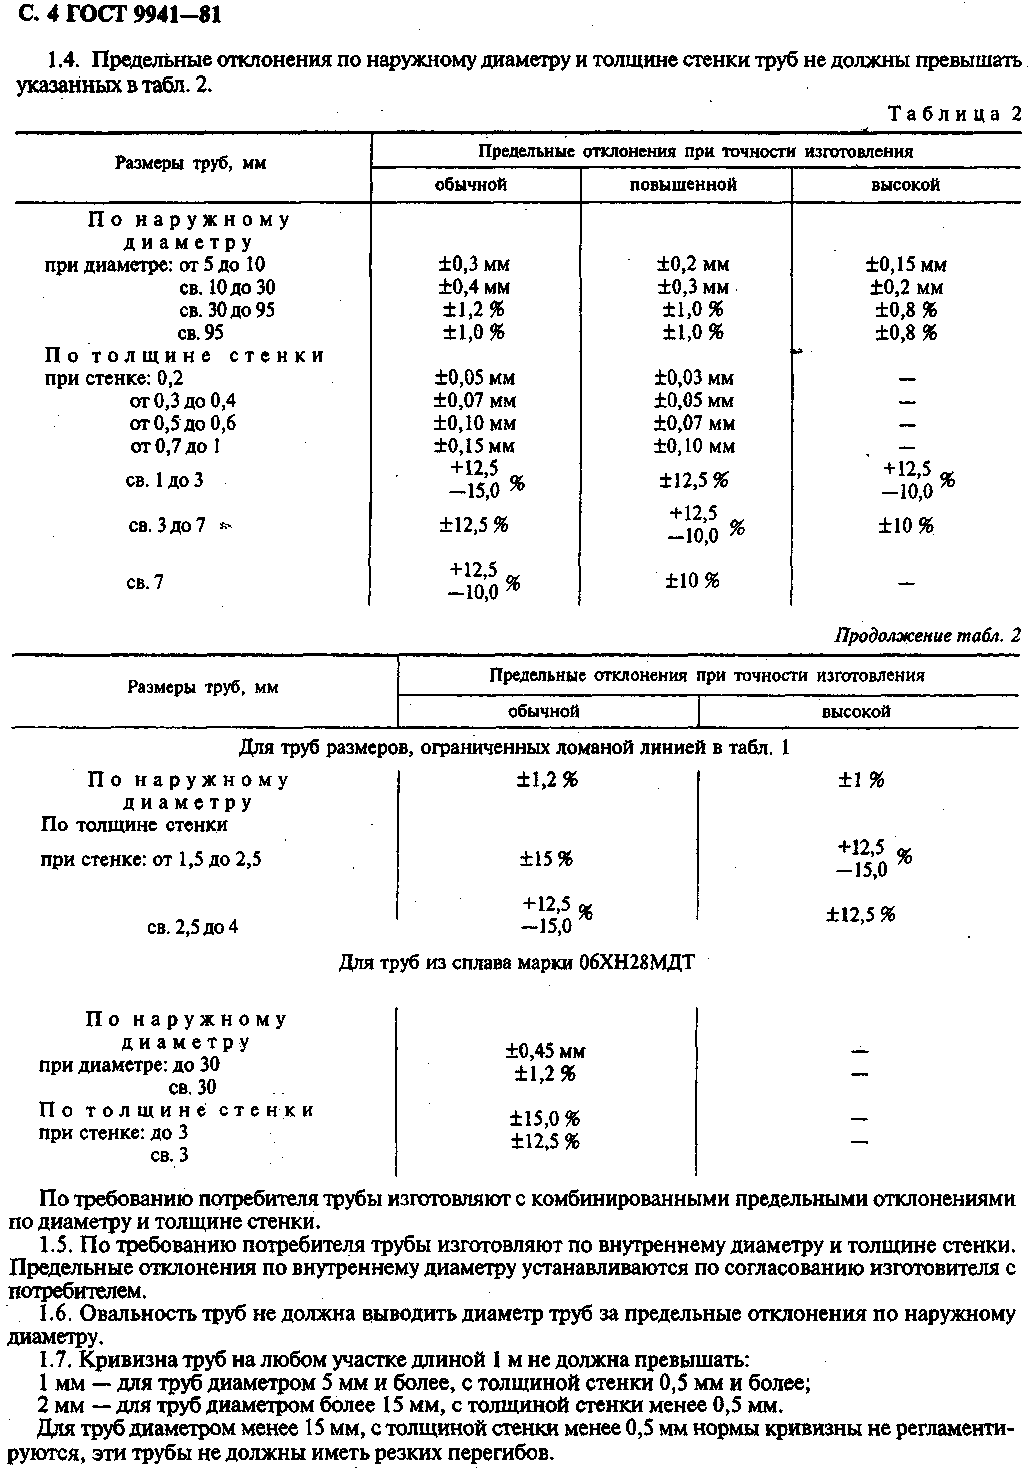 С. 4 ГОСТ 9941—81
1.4. Предельные отклонения по наружному диаметру и толщине стенки труб не должны превышать
указанных в табл. 2.
Таблица 2
Размеры труб, мм
Предельные отклонения при точности изготовления
обычной повышенной высокой
По наружному
диаметру
при диаметре: от 5 до 10 ±0,3 мм ±0,2 мм ±0,15 мм
св. 10 до 30 ±0,4 мм ±0,3 мм ±0,2 мм
св. 30 до 95 ±1,2 % ±1,0 % ±0,8 %
св. 95 ±1,0 % ±1,0 % ±0,8 %
По толщине стенки
при стенке: 0,2 ±0,05 мм ±0,03 мм —
от 0,3 до 0,4 ±0,07 мм ±0,05 мм —
от 0,5 до 0,6 ±0,10 мм ±0,07 мм —
от 0,7 до 1 ±0,15 мм ±0,10 мм —
св. 1 до 3 +12,5 —15,0 % ±12,5 % +12,5 —10,0 %
св. 3 до 7 ±12,5 % +12,5 —10,0 % ±10 %
св. 7 +12,5 —10,0 % ±10 % —
Продолжение табл. 2
Размеры труб, мм
Предельные отклонения при точности изготовления
обычной высокой
Для труб размеров, ограниченных ломаной линией в табл. 1
По наружному ±1,2 % ±1 %
диаметру
По толщине стенки
при стенке: от 1,5 до 2,5 ±15 % +12,5 —15,0 %
св. 2,5 до 4 +12,5 —15,0 % ±12,5 %
Для труб из сплава марки 06ХН28МДТ
По наружному
диаметру
при диаметре: до 30 ±0,45 мм —
св. 30 ±1,2 % —
По толщине стенки
при стенке: до 3 ±15,0 % —
св. 3 ±12,5 % —
По требованию потребителя трубы изготовляют с комбинированными предельными отклонениями
по диаметру и толщине стенки.
1.5. По требованию потребителя трубы изготовляют по внутреннему диаметру и толщине стенки.
Предельные отклонения по внутреннему диаметру устанавливаются по согласованию изготовителя с
потребителем.
1.6. Овальность труб не должна выводить диаметр труб за предельные отклонения по наружному
диаметру.
1.7. Кривизна труб на любом участке длиной 1 м не должна превышать:
1 мм — для труб диаметром 5 мм и более, с толщиной стенки 0,5 мм и более;
2 мм — для труб диаметром более 15 мм, с толщиной стенки менее 0,5 мм.
Для труб диаметром менее 15 мм, с толщиной стенки менее 0,5 мм нормы кривизны не регламенти-
руются, эти трубы не должны иметь резких перегибов.